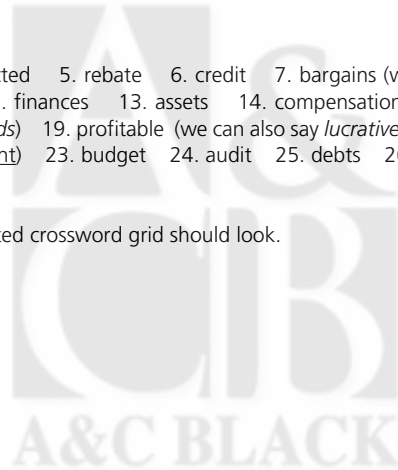 ted 5. rebate 6. credit 7. bargains (
. finances 13. assets 14. compensation
ds) 19. profitable (we can also say lucrative
nt) 23. budget 24. audit 25. debts
ted crossword grid should look.
A&
CB
A&C BLACK